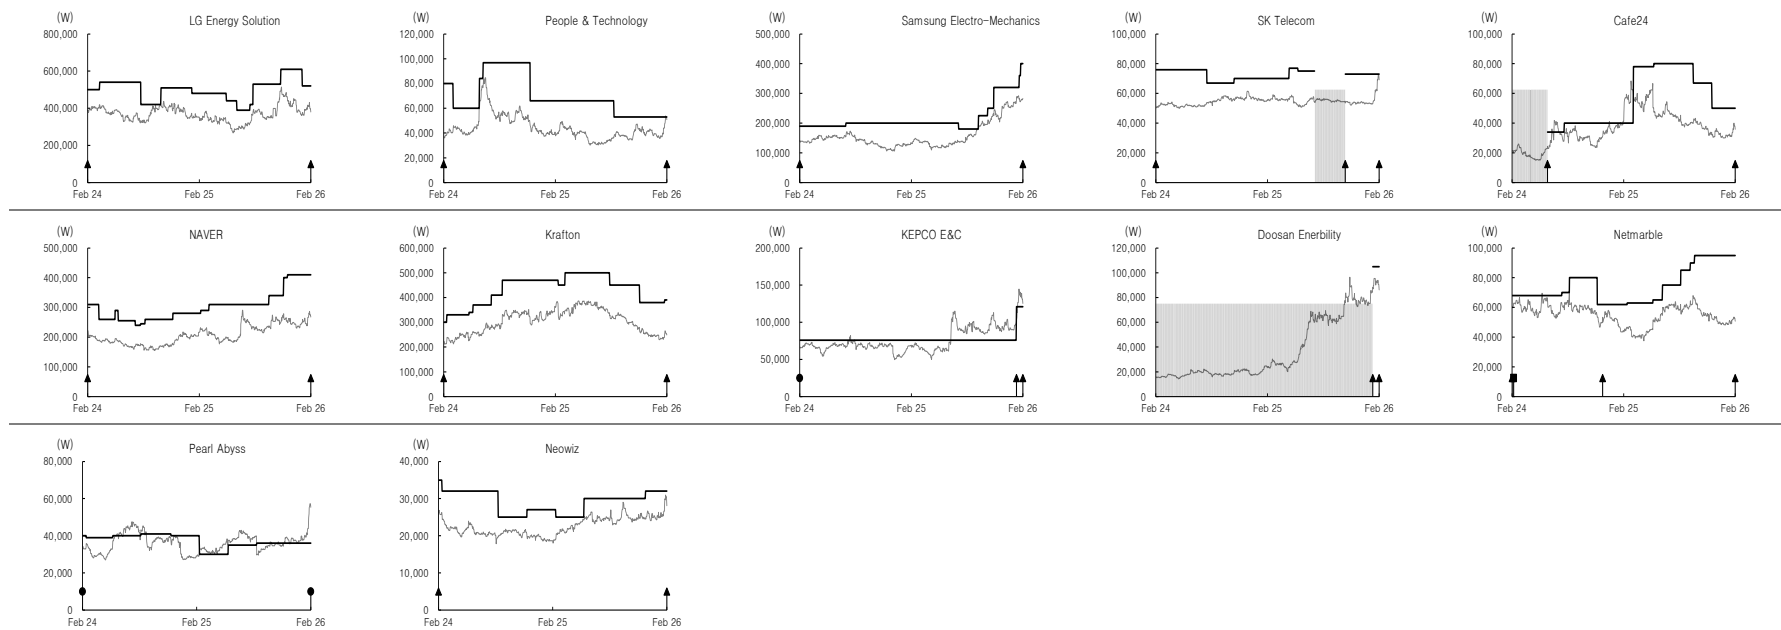 (W) LG Energy Solution
800,000
600,000
400,000
200,000
0
Feb 24 Feb 25 Feb 26
(W) People & Technology
120,000
100,000
80,000
60,000
40,000
20,000
0
Feb 24 Feb 25 Feb 26
(W) Samsung Electro-Mechanics
500,000
400,000
300,000
200,000
100,000
0
Feb 24 Feb 25 Feb 26
(W) SK Telecom
100,000
80,000
60,000
40,000
20,000
0
Feb 24 Feb 25 Feb 26
(W) Cafe24
100,000
80,000
60,000
40,000
20,000
0
Feb 24 Feb 25 Feb 26
(W) NAVER
500,000
400,000
300,000
200,000
100,000
0
Feb 24 Feb 25 Feb 26
(W) Krafton
600,000
500,000
400,000
300,000
200,000
100,000
0
Feb 24 Feb 25 Feb 26
(W) KEPCO E&C
200,000
150,000
100,000
50,000
0
Feb 24 Feb 25 Feb 26
(W) Doosan Enerbility
120,000
100,000
80,000
60,000
40,000
20,000
0
Feb 24 Feb 25 Feb 26
(W) Netmarble
100,000
80,000
60,000
40,000
20,000
0
Feb 24 Feb 25 Feb 26
(W) Pearl Abyss
80,000
60,000
40,000
20,000
0
Feb 24 Feb 25 Feb 26
(W) Neowiz
40,000
30,000
20,000
10,000
0
Feb 24 Feb 25 Feb 26